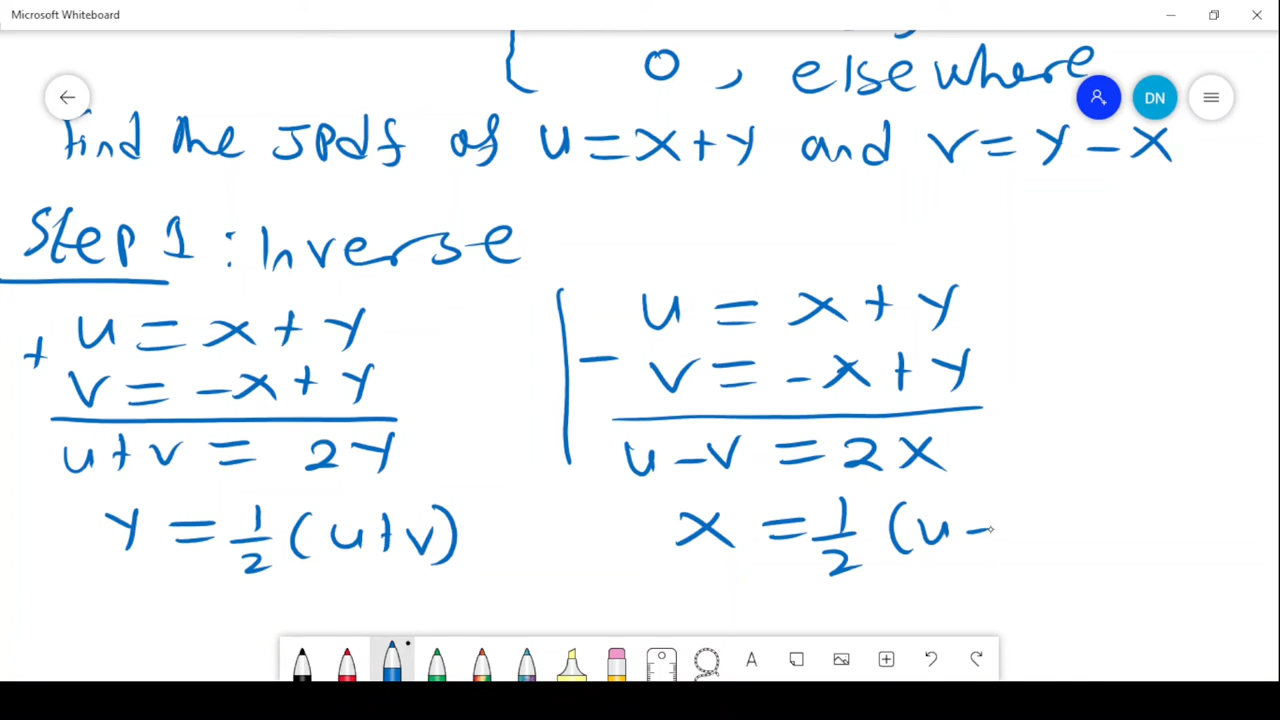 Microsoft Whiteboard
0 , elsewhere
DN
Find the JPdf of u = x + y and v = y - x
Step 1 : Inverse
+ u = x + y
v = -x + y
u + v = 2y
y = 1/2 (u + v)
u = x + y
- v = -x + y
u - v = 2x
x = 1/2 (u -
A